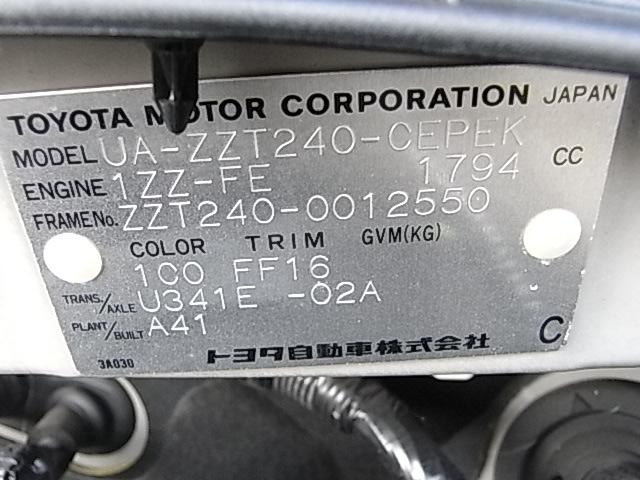 TOYOTA MOTOR CORPORATION JAPAN
MODEL UA-ZZT240-CEPEK
ENGINE 1ZZ-FE 1794 CC
FRAME No. ZZT240-0012550
COLOR TRIM GVM(KG)
1C0 FF16
TRANS./AXLE U341E -02A
PLANT/BUILT A41
3A030 トヨタ自動車株式会社 C